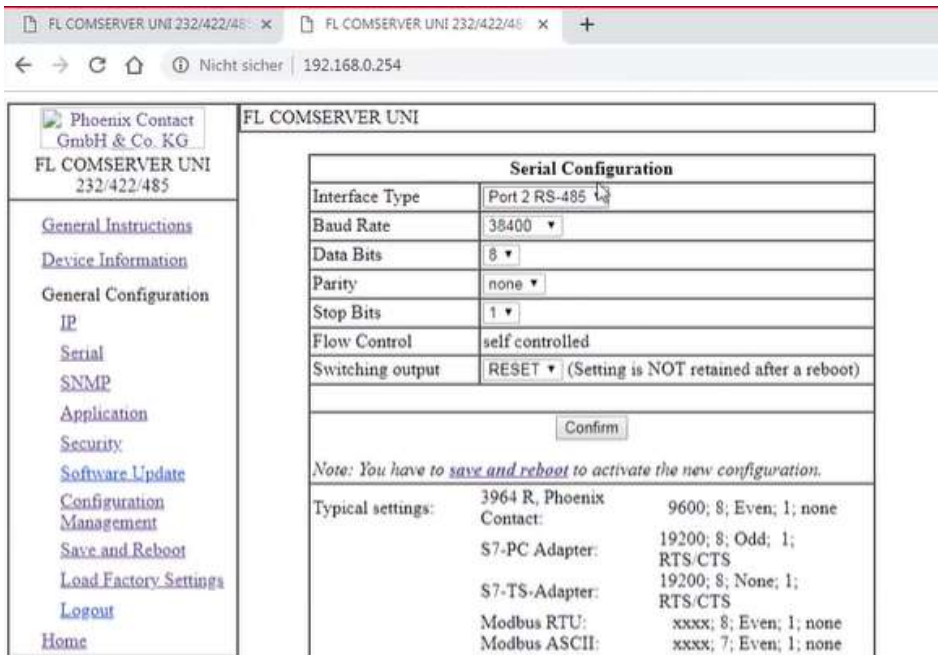 FL COMSERVER UNI 232/422/48
FL COMSERVER UNI 232/422/48
Nicht sicher | 192.168.0.254
Phoenix Contact
GmbH & Co. KG
FL COMSERVER UNI
232/422/485
General Instructions
Device Information
General Configuration
IP
Serial
SNMP
Application
Security
Software Update
Configuration
Management
Save and Reboot
Load Factory Settings
Logout
Home
FL COMSERVER UNI
Serial Configuration
Interface Type Port 2 RS-485
Baud Rate 38400
Data Bits 8
Parity none
Stop Bits 1
Flow Control self controlled
Switching output RESET (Setting is NOT retained after a reboot)
Confirm
Note: You have to save and reboot to activate the new configuration.
Typical settings: 3964 R, Phoenix Contact: 9600; 8; Even; 1; none
S7-PC Adapter: 19200; 8; Odd; 1; RTS/CTS
S7-TS-Adapter: 19200; 8; None; 1; RTS/CTS
Modbus RTU: xxxx; 8; Even; 1; none
Modbus ASCII: xxxx; 7; Even; 1; none